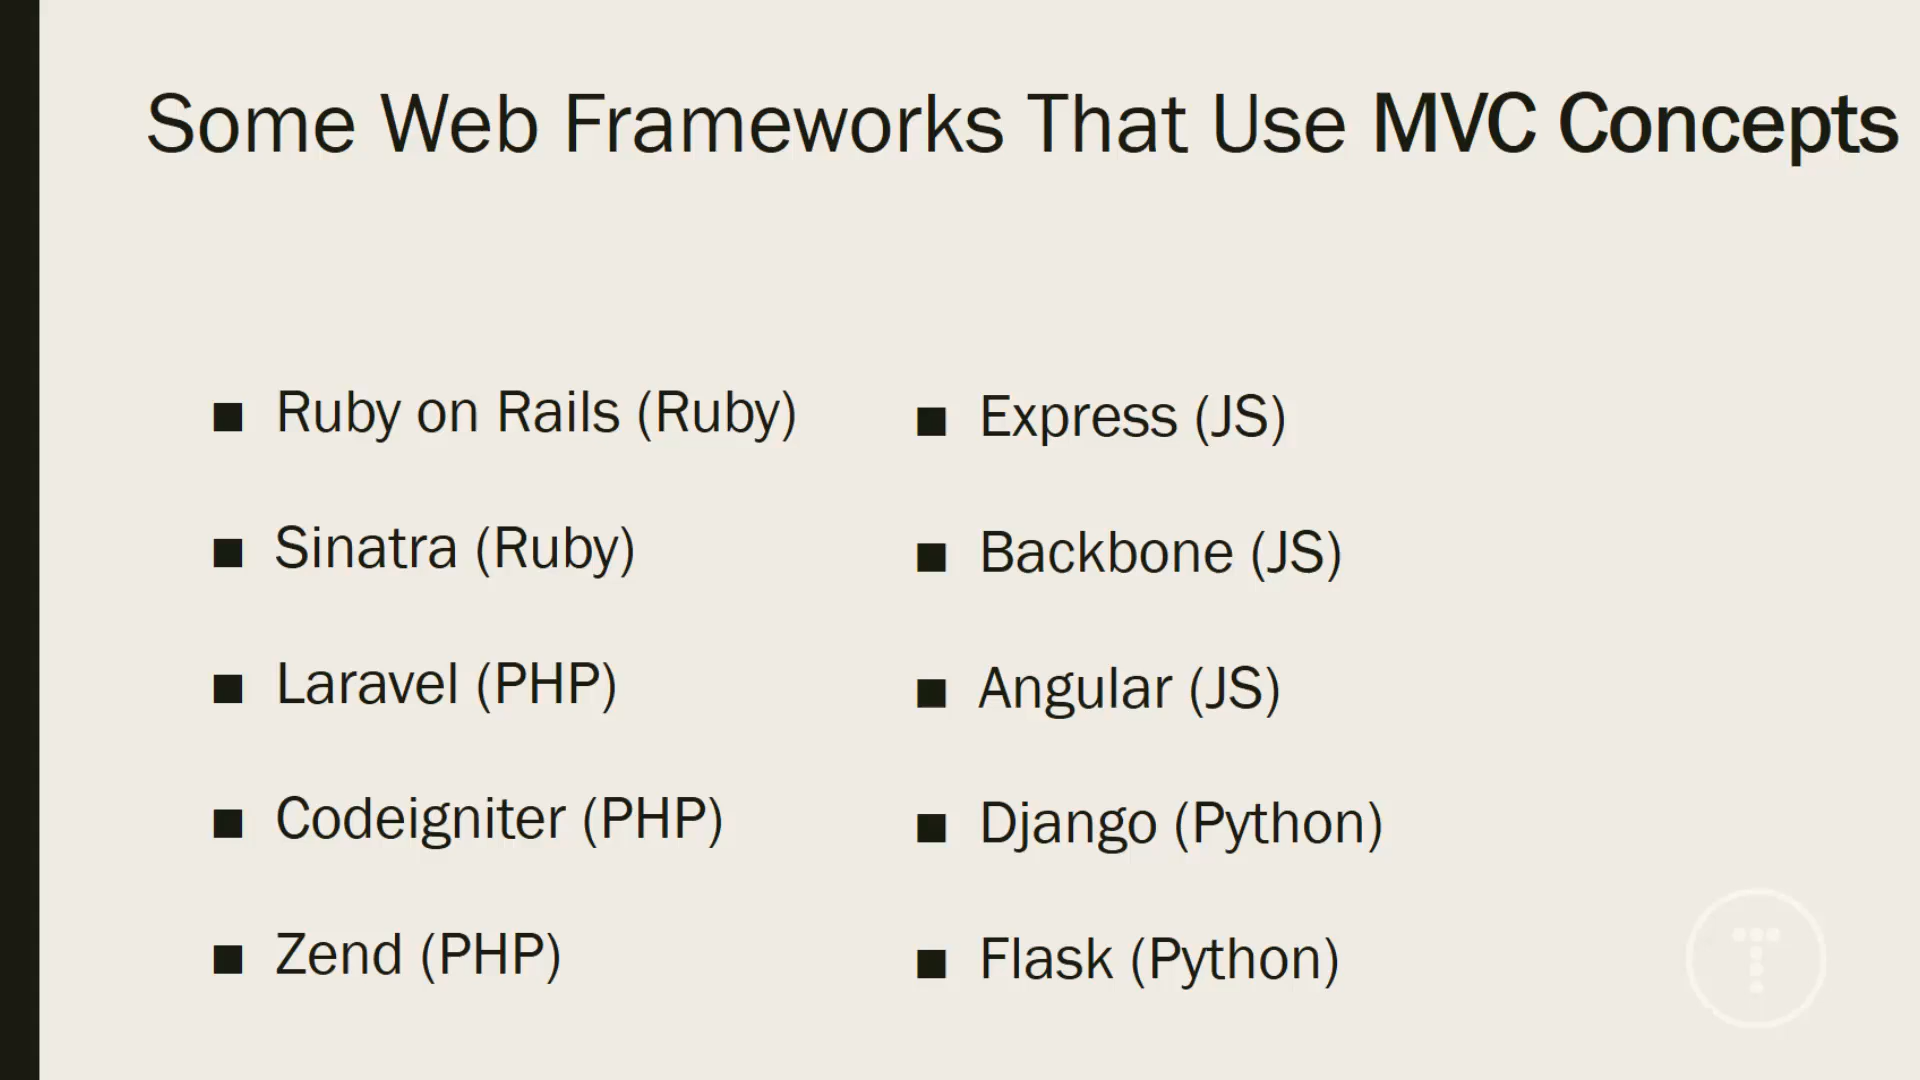 Some Web Frameworks That Use MVC Concepts
■ Ruby on Rails (Ruby)
■ Sinatra (Ruby)
■ Laravel (PHP)
■ Codeigniter (PHP)
■ Zend (PHP)
■ Express (JS)
■ Backbone (JS)
■ Angular (JS)
■ Django (Python)
■ Flask (Python)
T